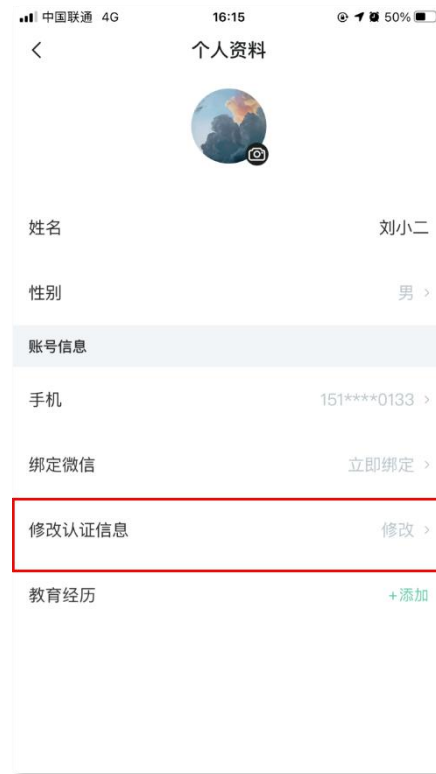 中国联通 4G 16:15 50%
个人资料
姓名 刘小二
性别 男
账号信息
手机 151****0133
绑定微信 立即绑定
修改认证信息 修改
教育经历 +添加